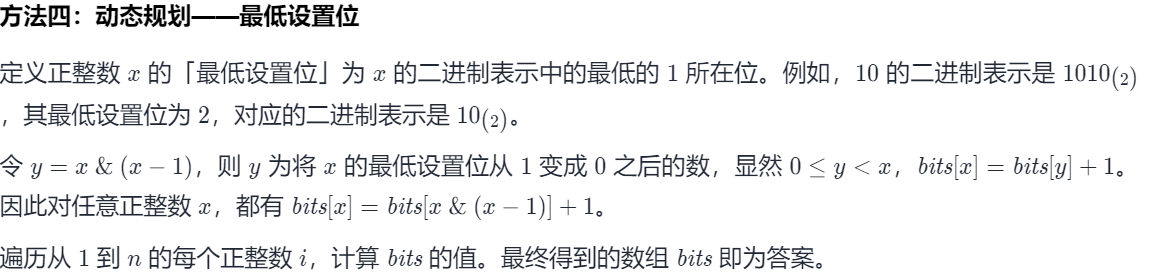 方法四：动态规划——最低设置位
定义正整数 x 的「最低设置位」为 x 的二进制表示中的最低的 1 所在位。例如，10 的二进制表示是 1010(2)
，其最低设置位为 2，对应的二进制表示是 10(2)。
令 y = x & (x − 1)，则 y 为将 x 的最低设置位从 1 变成 0 之后的数，显然 0 ≤ y < x，bits[x] = bits[y] + 1。
因此对任意正整数 x，都有 bits[x] = bits[x & (x − 1)] + 1。
遍历从 1 到 n 的每个正整数 i，计算 bits 的值。最终得到的数组 bits 即为答案。